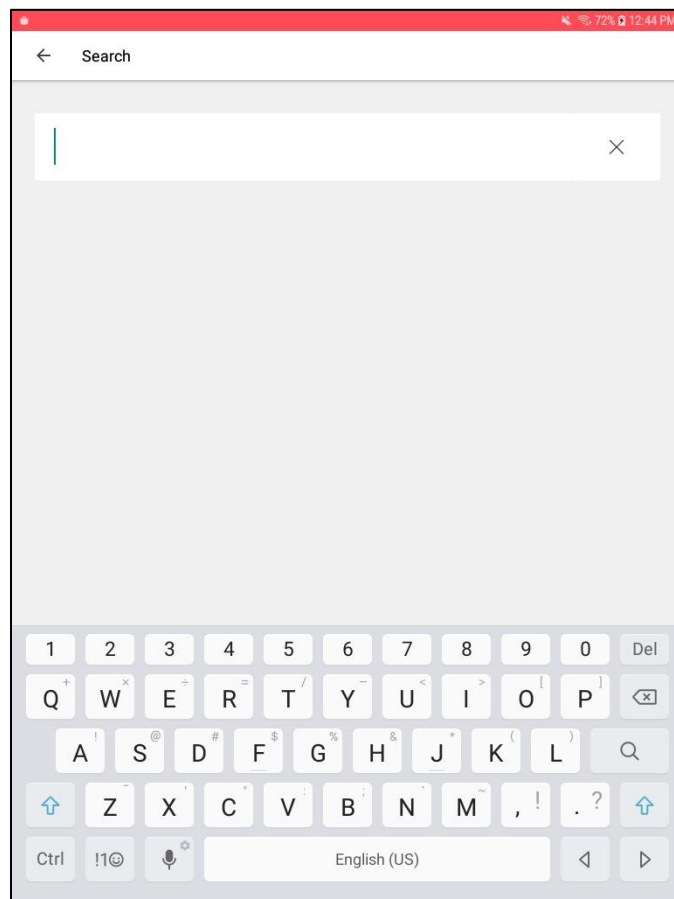 72% 12:44 PM
Search
1 2 3 4 5 6 7 8 9 0 Del
Q + W × E ÷ R = T / Y _ U < I > O [ P ]
A ! S @ D # F $ G % H & J * K ( L )
Z - X ' C " V : B ; N ` M ~ , ! . ?
Ctrl !1☺ English (US)